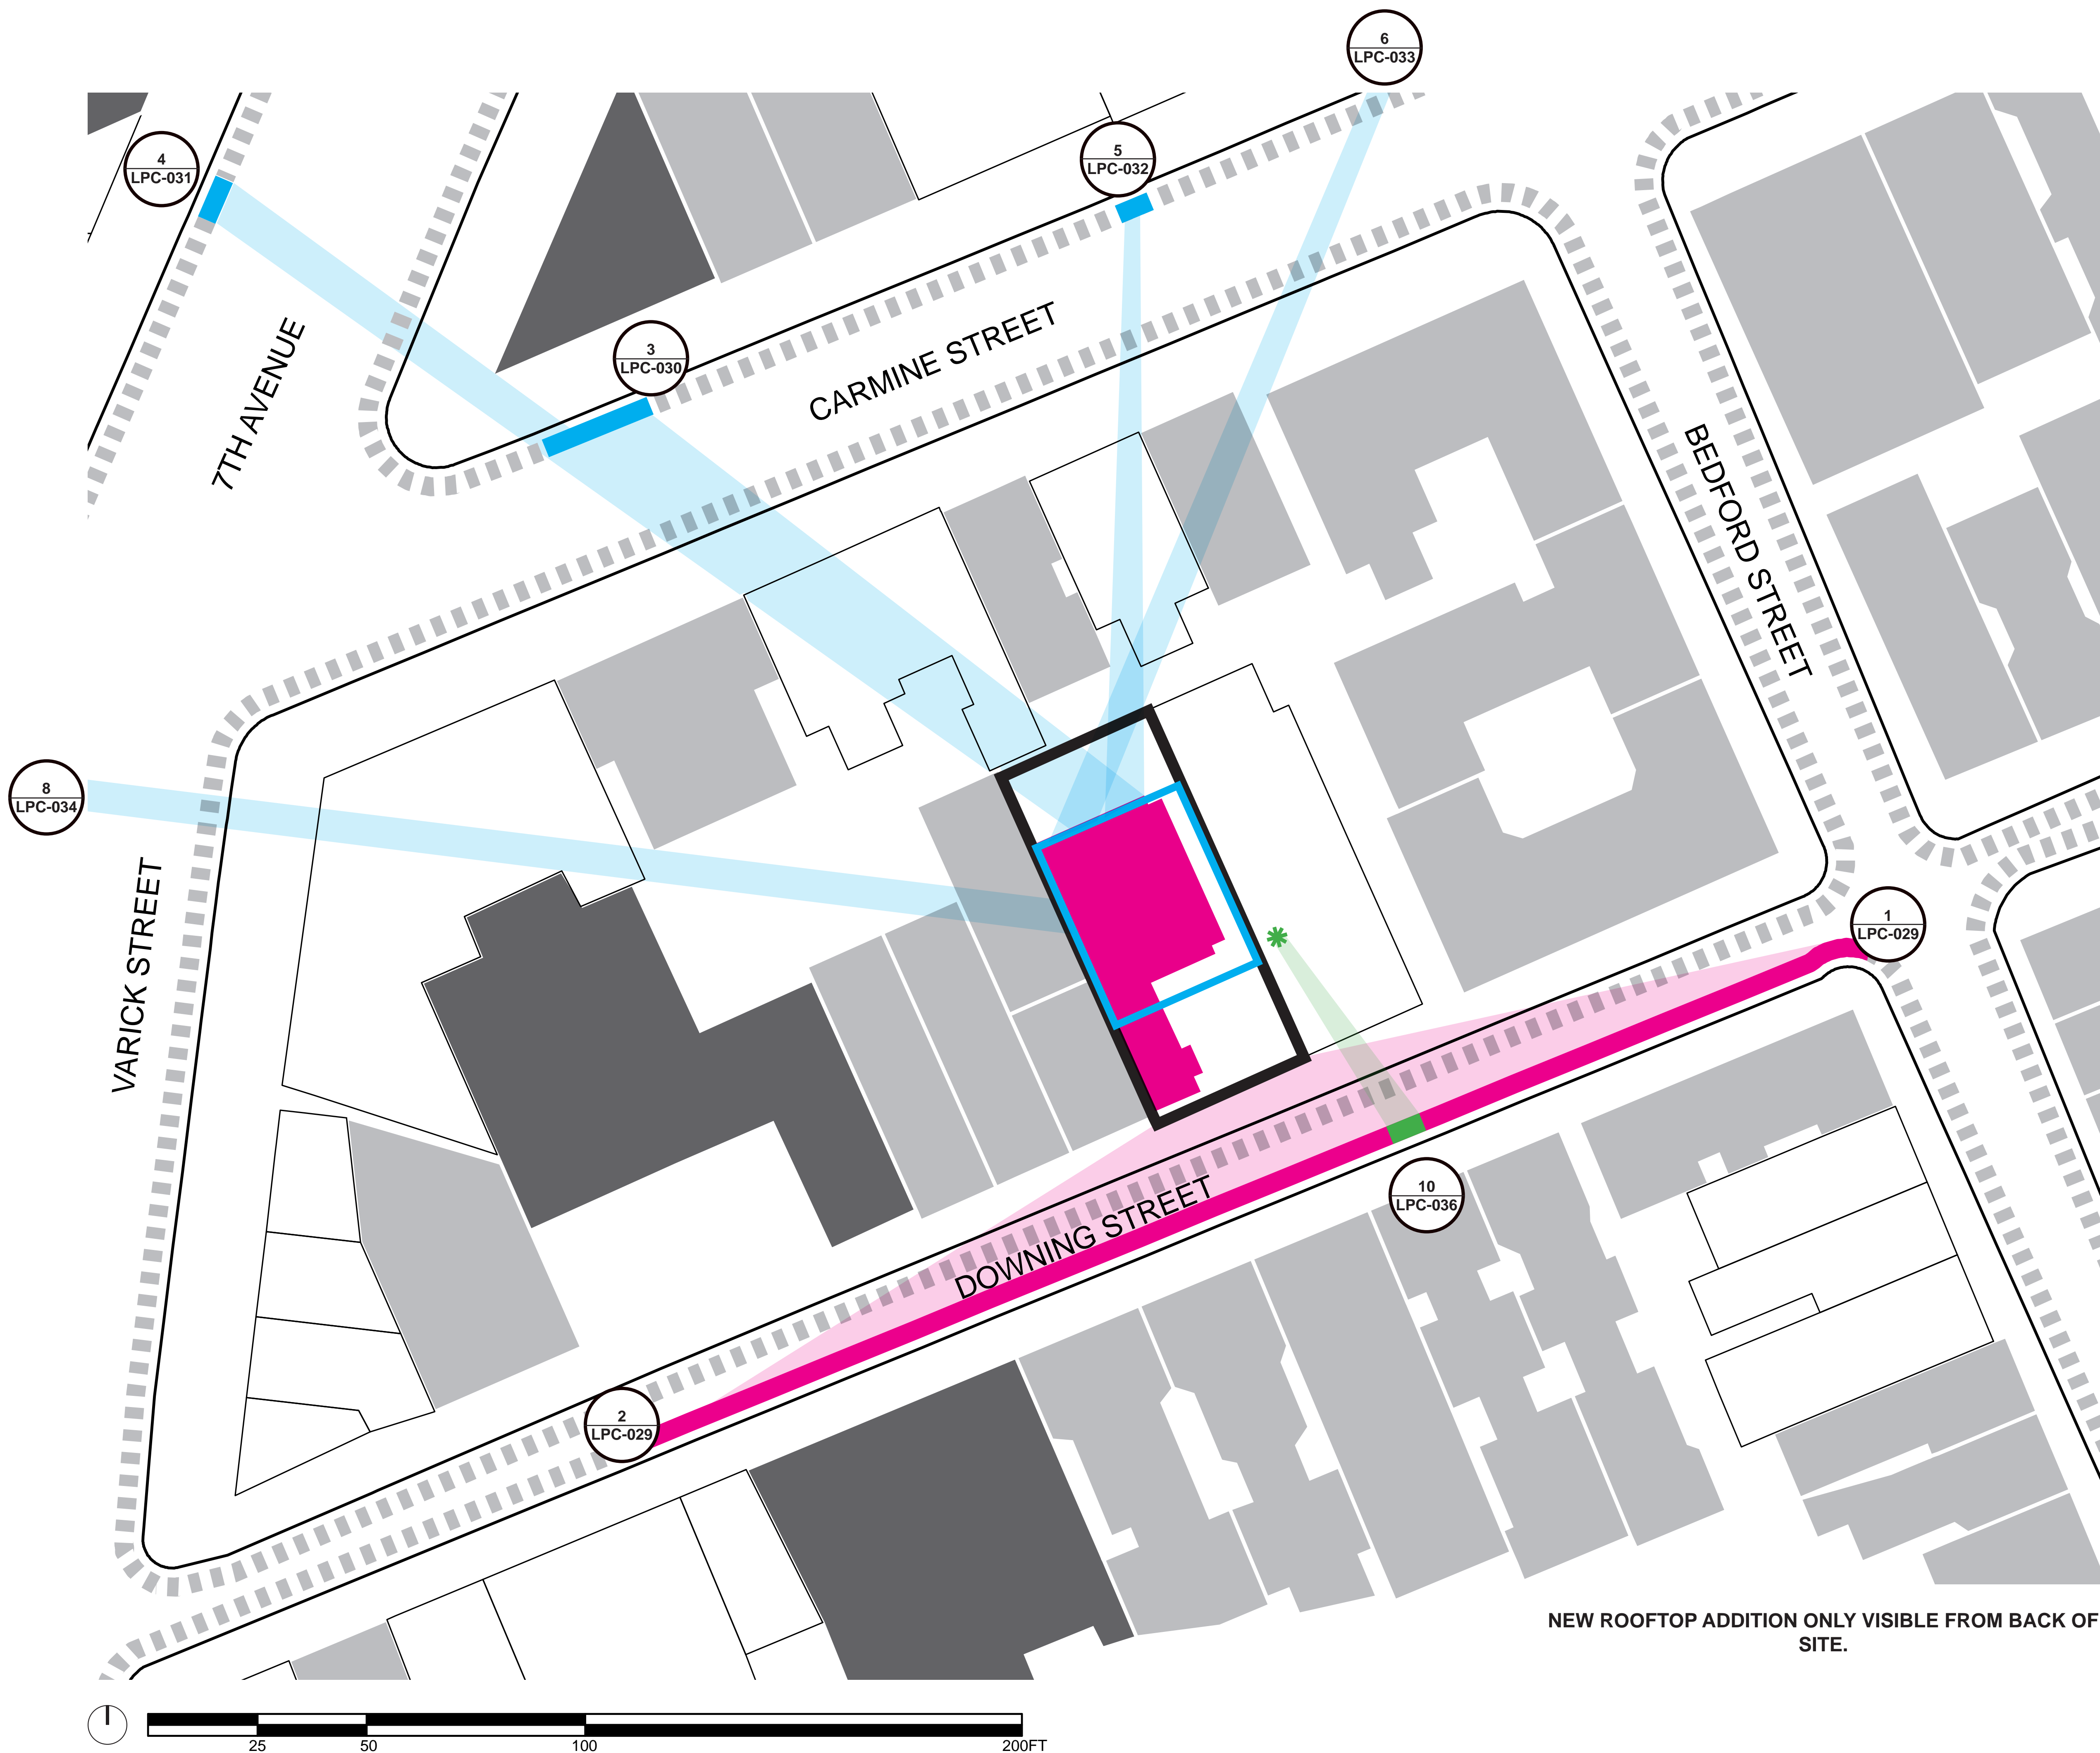 6
LPC-033
4
LPC-031
5
LPC-032
3
LPC-030
CARMINE STREET
7TH AVENUE
BEDFORD STREET
8
LPC-034
VARICK STREET
1
LPC-029
10
LPC-036
DOWNING STREET
2
LPC-029
NEW ROOFTOP ADDITION ONLY VISIBLE FROM BACK OF
SITE.
25 50 100 200FT